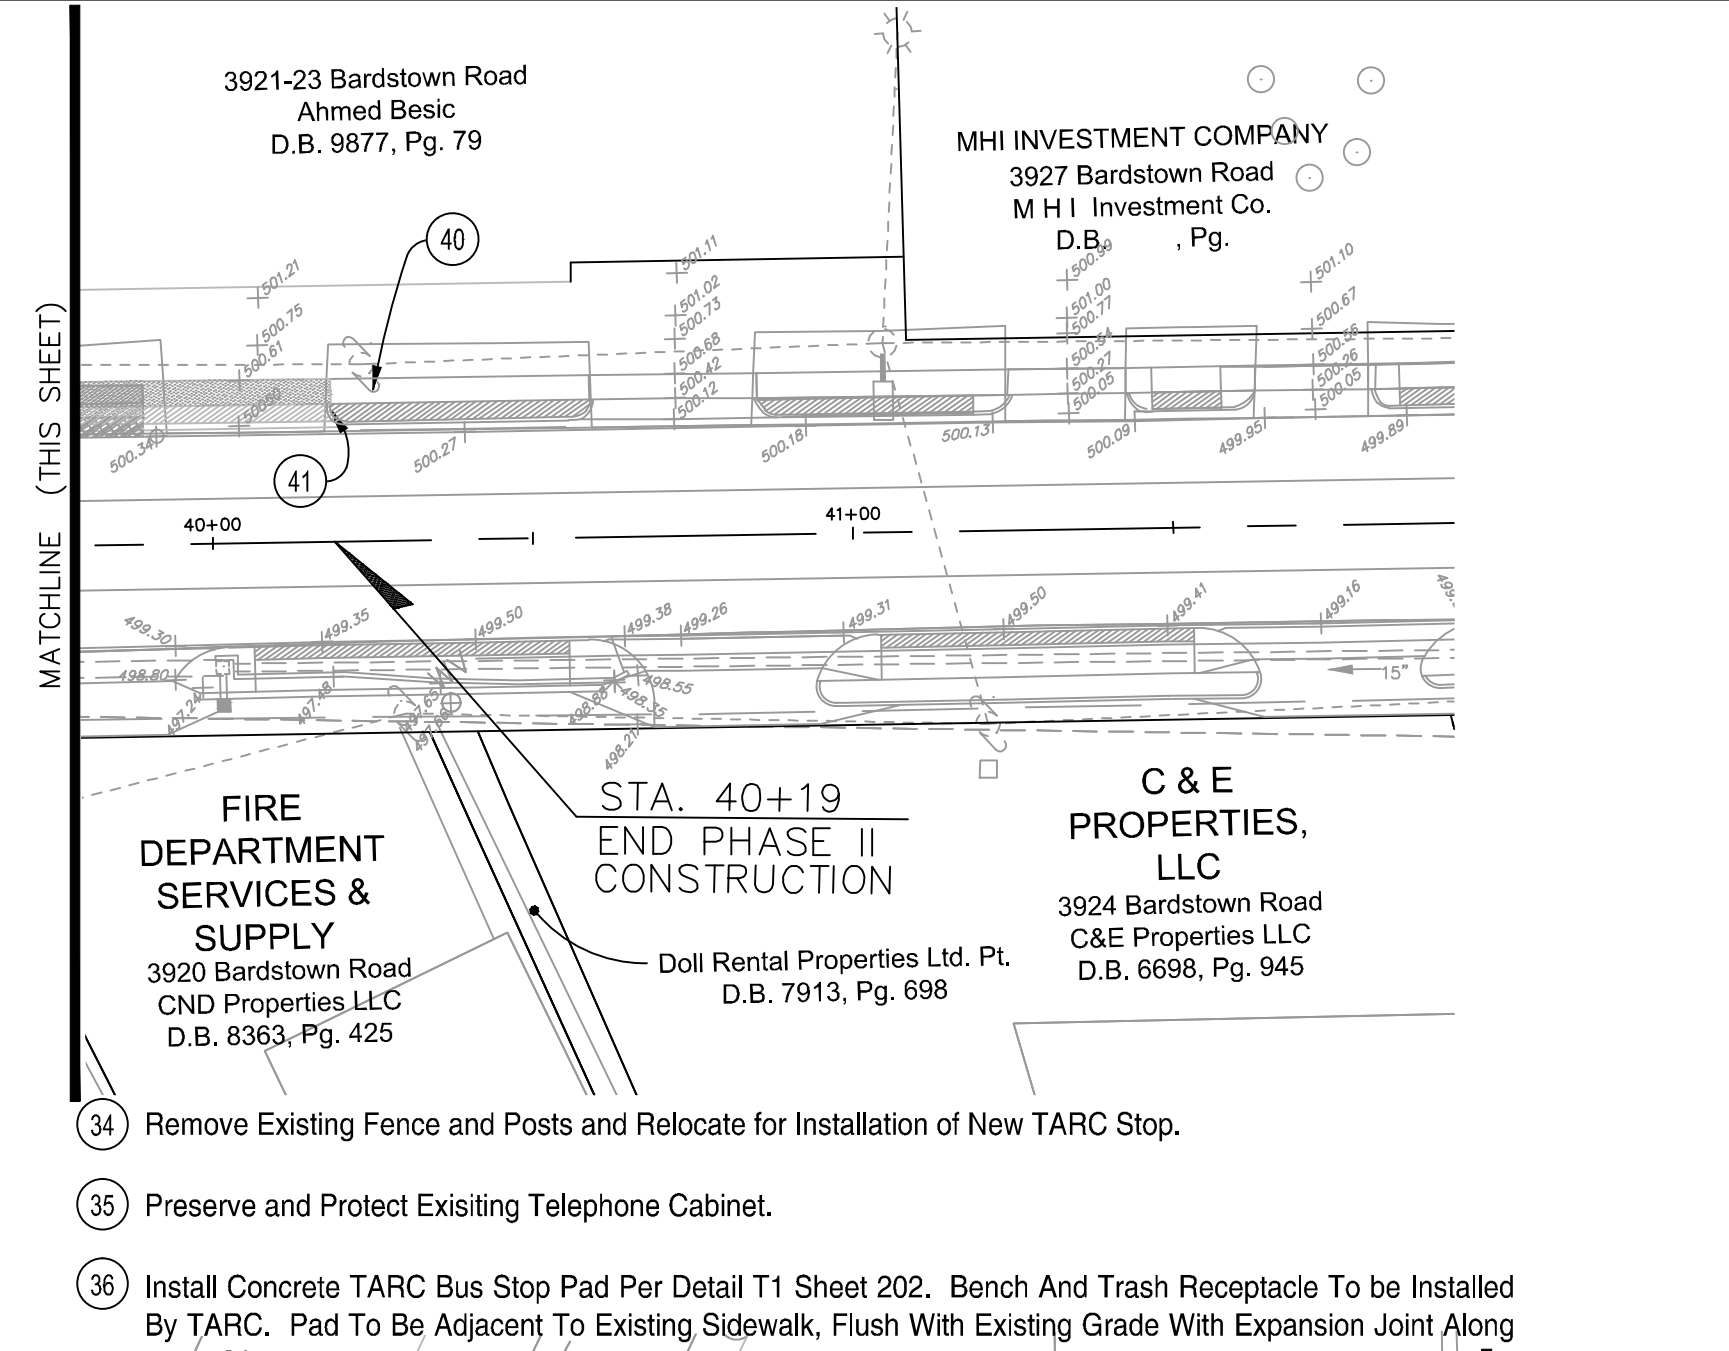 3921-23 Bardstown Road
Ahmed Besic
D.B. 9877, Pg. 79
MHI INVESTMENT COMPANY
3927 Bardstown Road
M H I Investment Co.
D.B. , Pg.
40
501.21
500.75
500.61
501.11
501.02
500.73
500.68
500.42
500.12
500.99
501.00
500.77
500.54
500.27
500.05
501.10
500.67
500.26
500.05
MATCHLINE (THIS SHEET)
500.34
500.27
500.18
500.13
500.09
499.95
499.89
41
40+00
41+00
499.30
499.35
499.50
499.38
499.26
499.31
499.50
499.41
499.16
498.80
497.24
497.48
497.65
498.88
498.55
498.35
498.21
15"
STA. 40+19
END PHASE II
CONSTRUCTION
FIRE
DEPARTMENT
SERVICES &
SUPPLY
3920 Bardstown Road
CND Properties LLC
D.B. 8363, Pg. 425
Doll Rental Properties Ltd. Pt.
D.B. 7913, Pg. 698
C & E
PROPERTIES,
LLC
3924 Bardstown Road
C&E Properties LLC
D.B. 6698, Pg. 945
34 Remove Existing Fence and Posts and Relocate for Installation of New TARC Stop.
35 Preserve and Protect Exisiting Telephone Cabinet.
36 Install Concrete TARC Bus Stop Pad Per Detail T1 Sheet 202. Bench And Trash Receptacle To be Installed
By TARC. Pad To Be Adjacent To Existing Sidewalk, Flush With Existing Grade With Expansion Joint Along